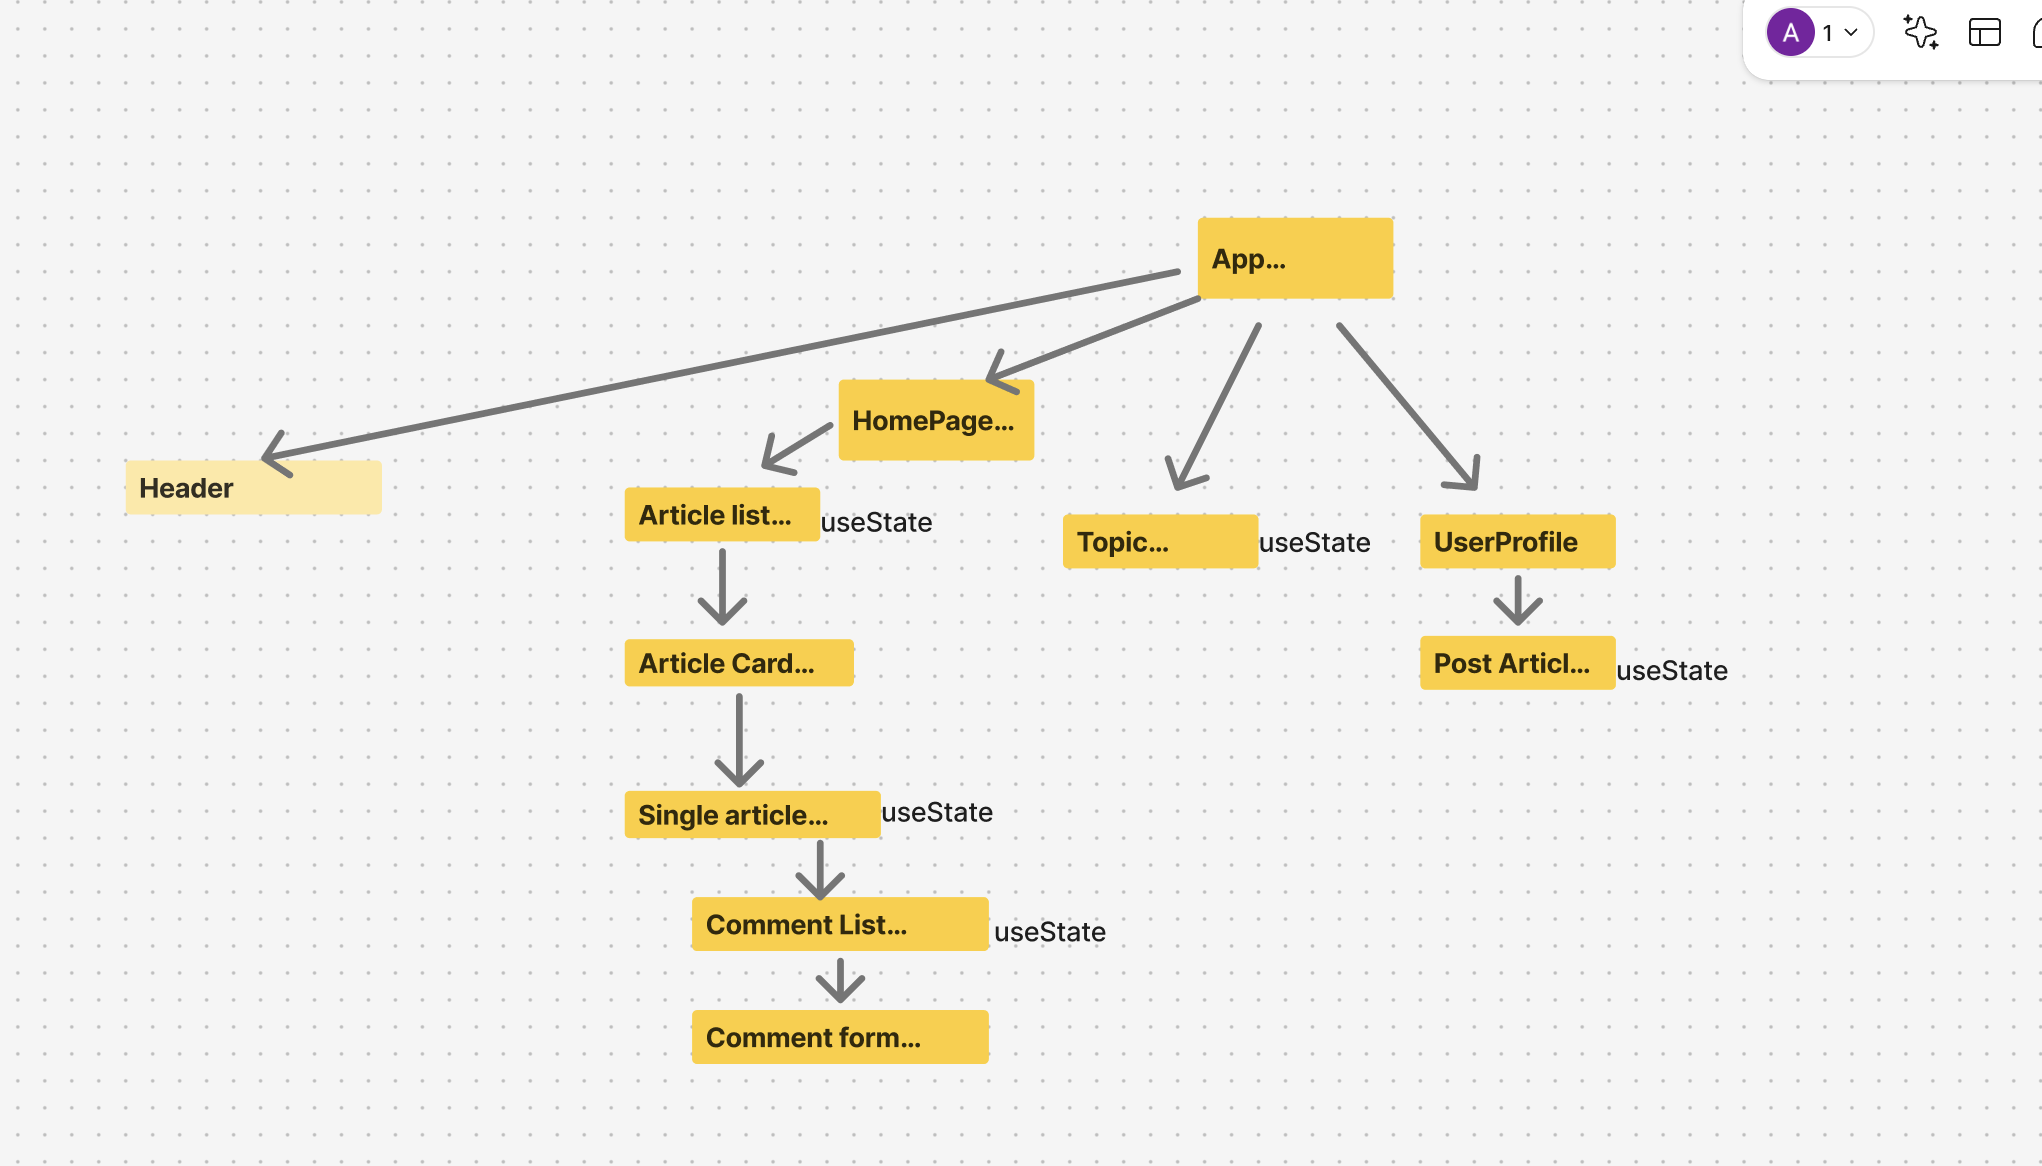 A 1
App...
HomePage...
Header
Article list...
useState
Topic...
useState
UserProfile
Article Card...
Post Articl...
useState
Single article...
useState
Comment List...
useState
Comment form...